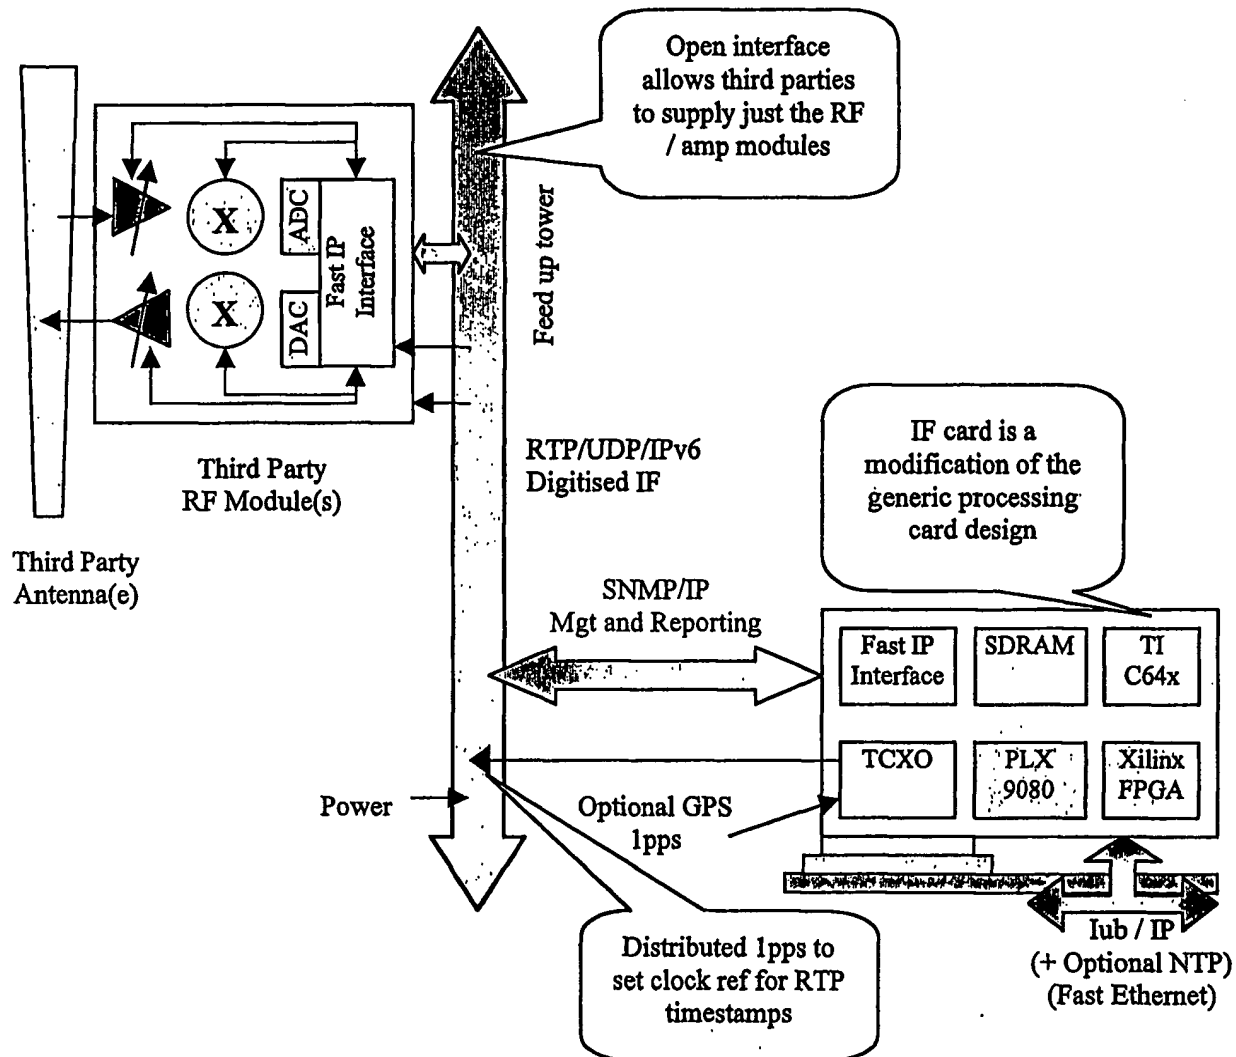 Open interface
allows third parties
to supply just the RF
/ amp modules
X
ADC
Fast IP
Interface
X
DAC
Feed up tower
Third Party
RF Module(s)
RTP/UDP/IPv6
Digitised IF
Third Party
Antenna(e)
IF card is a
modification of the
generic processing
card design
SNMP/IP
Mgt and Reporting
Fast IP
Interface
SDRAM
TI
C64x
TCXO
PLX
9080
Xilinx
FPGA
Power
Optional GPS
1pps
Distributed 1pps to
set clock ref for RTP
timestamps
Iub / IP
(+ Optional NTP)
(Fast Ethernet)